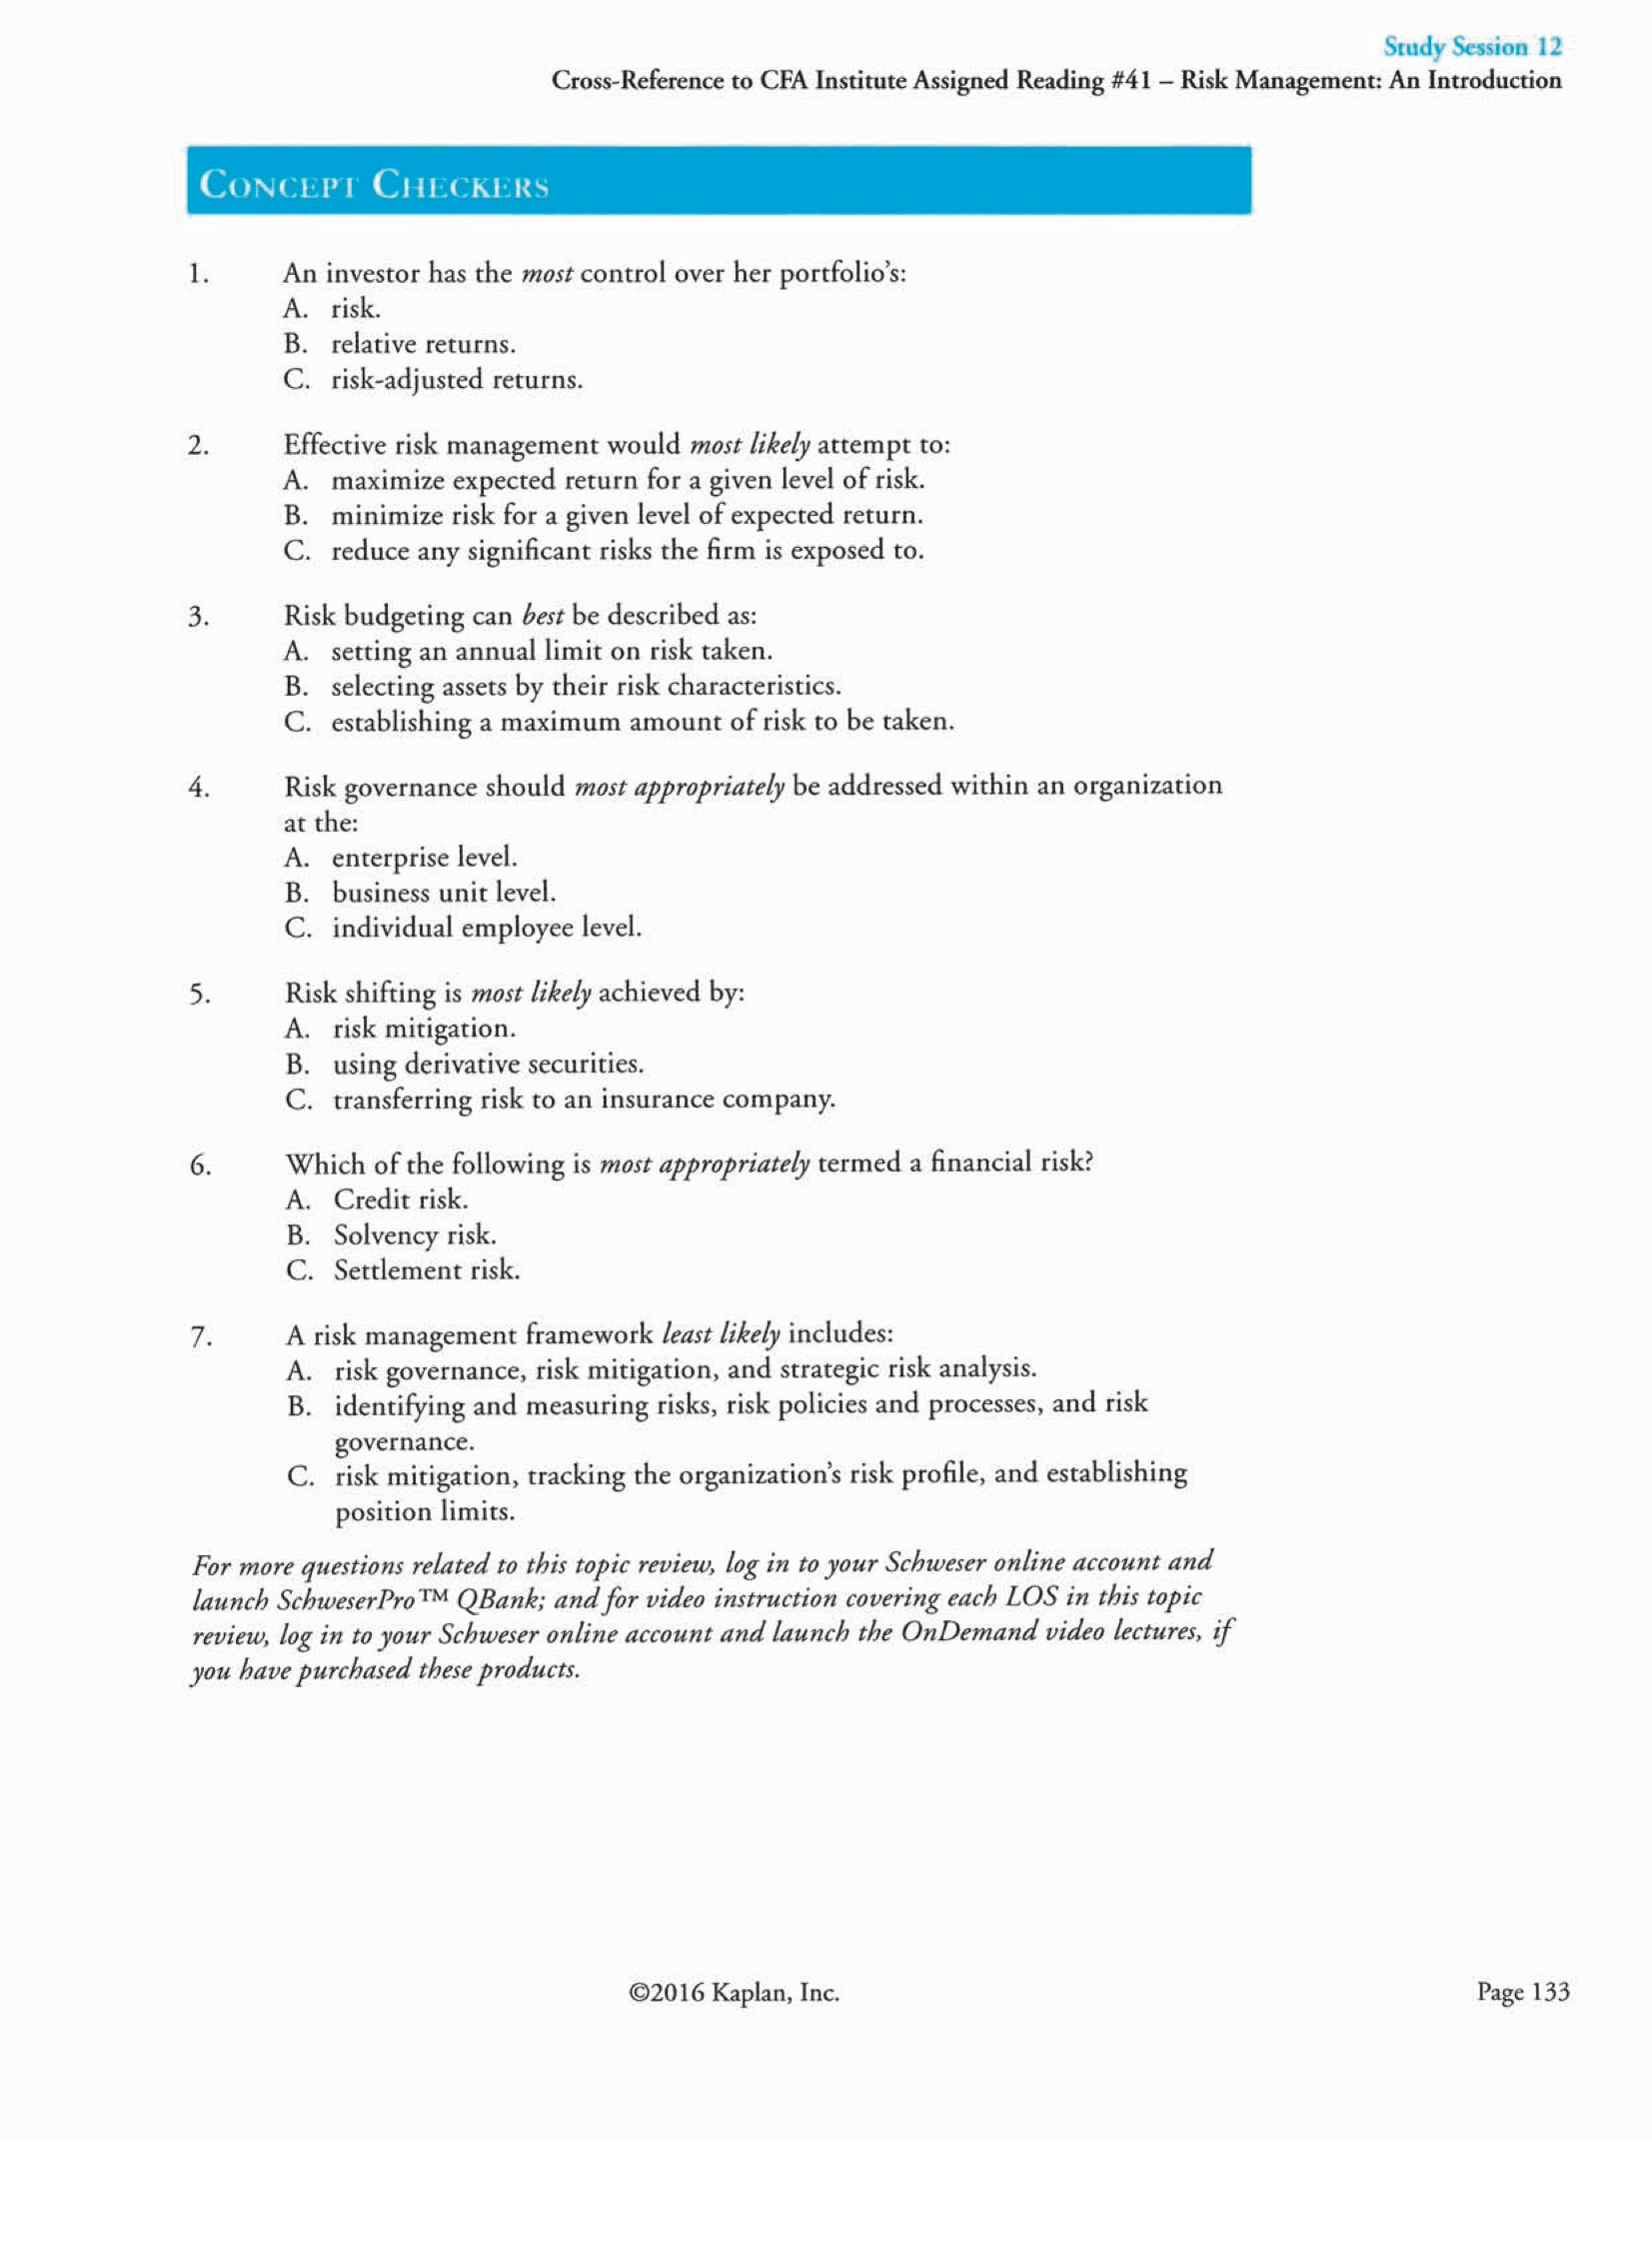 Study Session 12
Cross-Reference to CFA Institute Assigned Reading #41 – Risk Management: An Introduction
CONCEPT CHECKERS
1. An investor has the most control over her portfolio's:
A. risk.
B. relative returns.
C. risk-adjusted returns.
2. Effective risk management would most likely attempt to:
A. maximize expected return for a given level of risk.
B. minimize risk for a given level of expected return.
C. reduce any significant risks the firm is exposed to.
3. Risk budgeting can best be described as:
A. setting an annual limit on risk taken.
B. selecting assets by their risk characteristics.
C. establishing a maximum amount of risk to be taken.
4. Risk governance should most appropriately be addressed within an organization
at the:
A. enterprise level.
B. business unit level.
C. individual employee level.
5. Risk shifting is most likely achieved by:
A. risk mitigation.
B. using derivative securities.
C. transferring risk to an insurance company.
6. Which of the following is most appropriately termed a financial risk?
A. Credit risk.
B. Solvency risk.
C. Settlement risk.
7. A risk management framework least likely includes:
A. risk governance, risk mitigation, and strategic risk analysis.
B. identifying and measuring risks, risk policies and processes, and risk
governance.
C. risk mitigation, tracking the organization's risk profile, and establishing
position limits.
For more questions related to this topic review, log in to your Schweser online account and
launch SchweserPro™ QBank; and for video instruction covering each LOS in this topic
review, log in to your Schweser online account and launch the OnDemand video lectures, if
you have purchased these products.
©2016 Kaplan, Inc.
Page 133